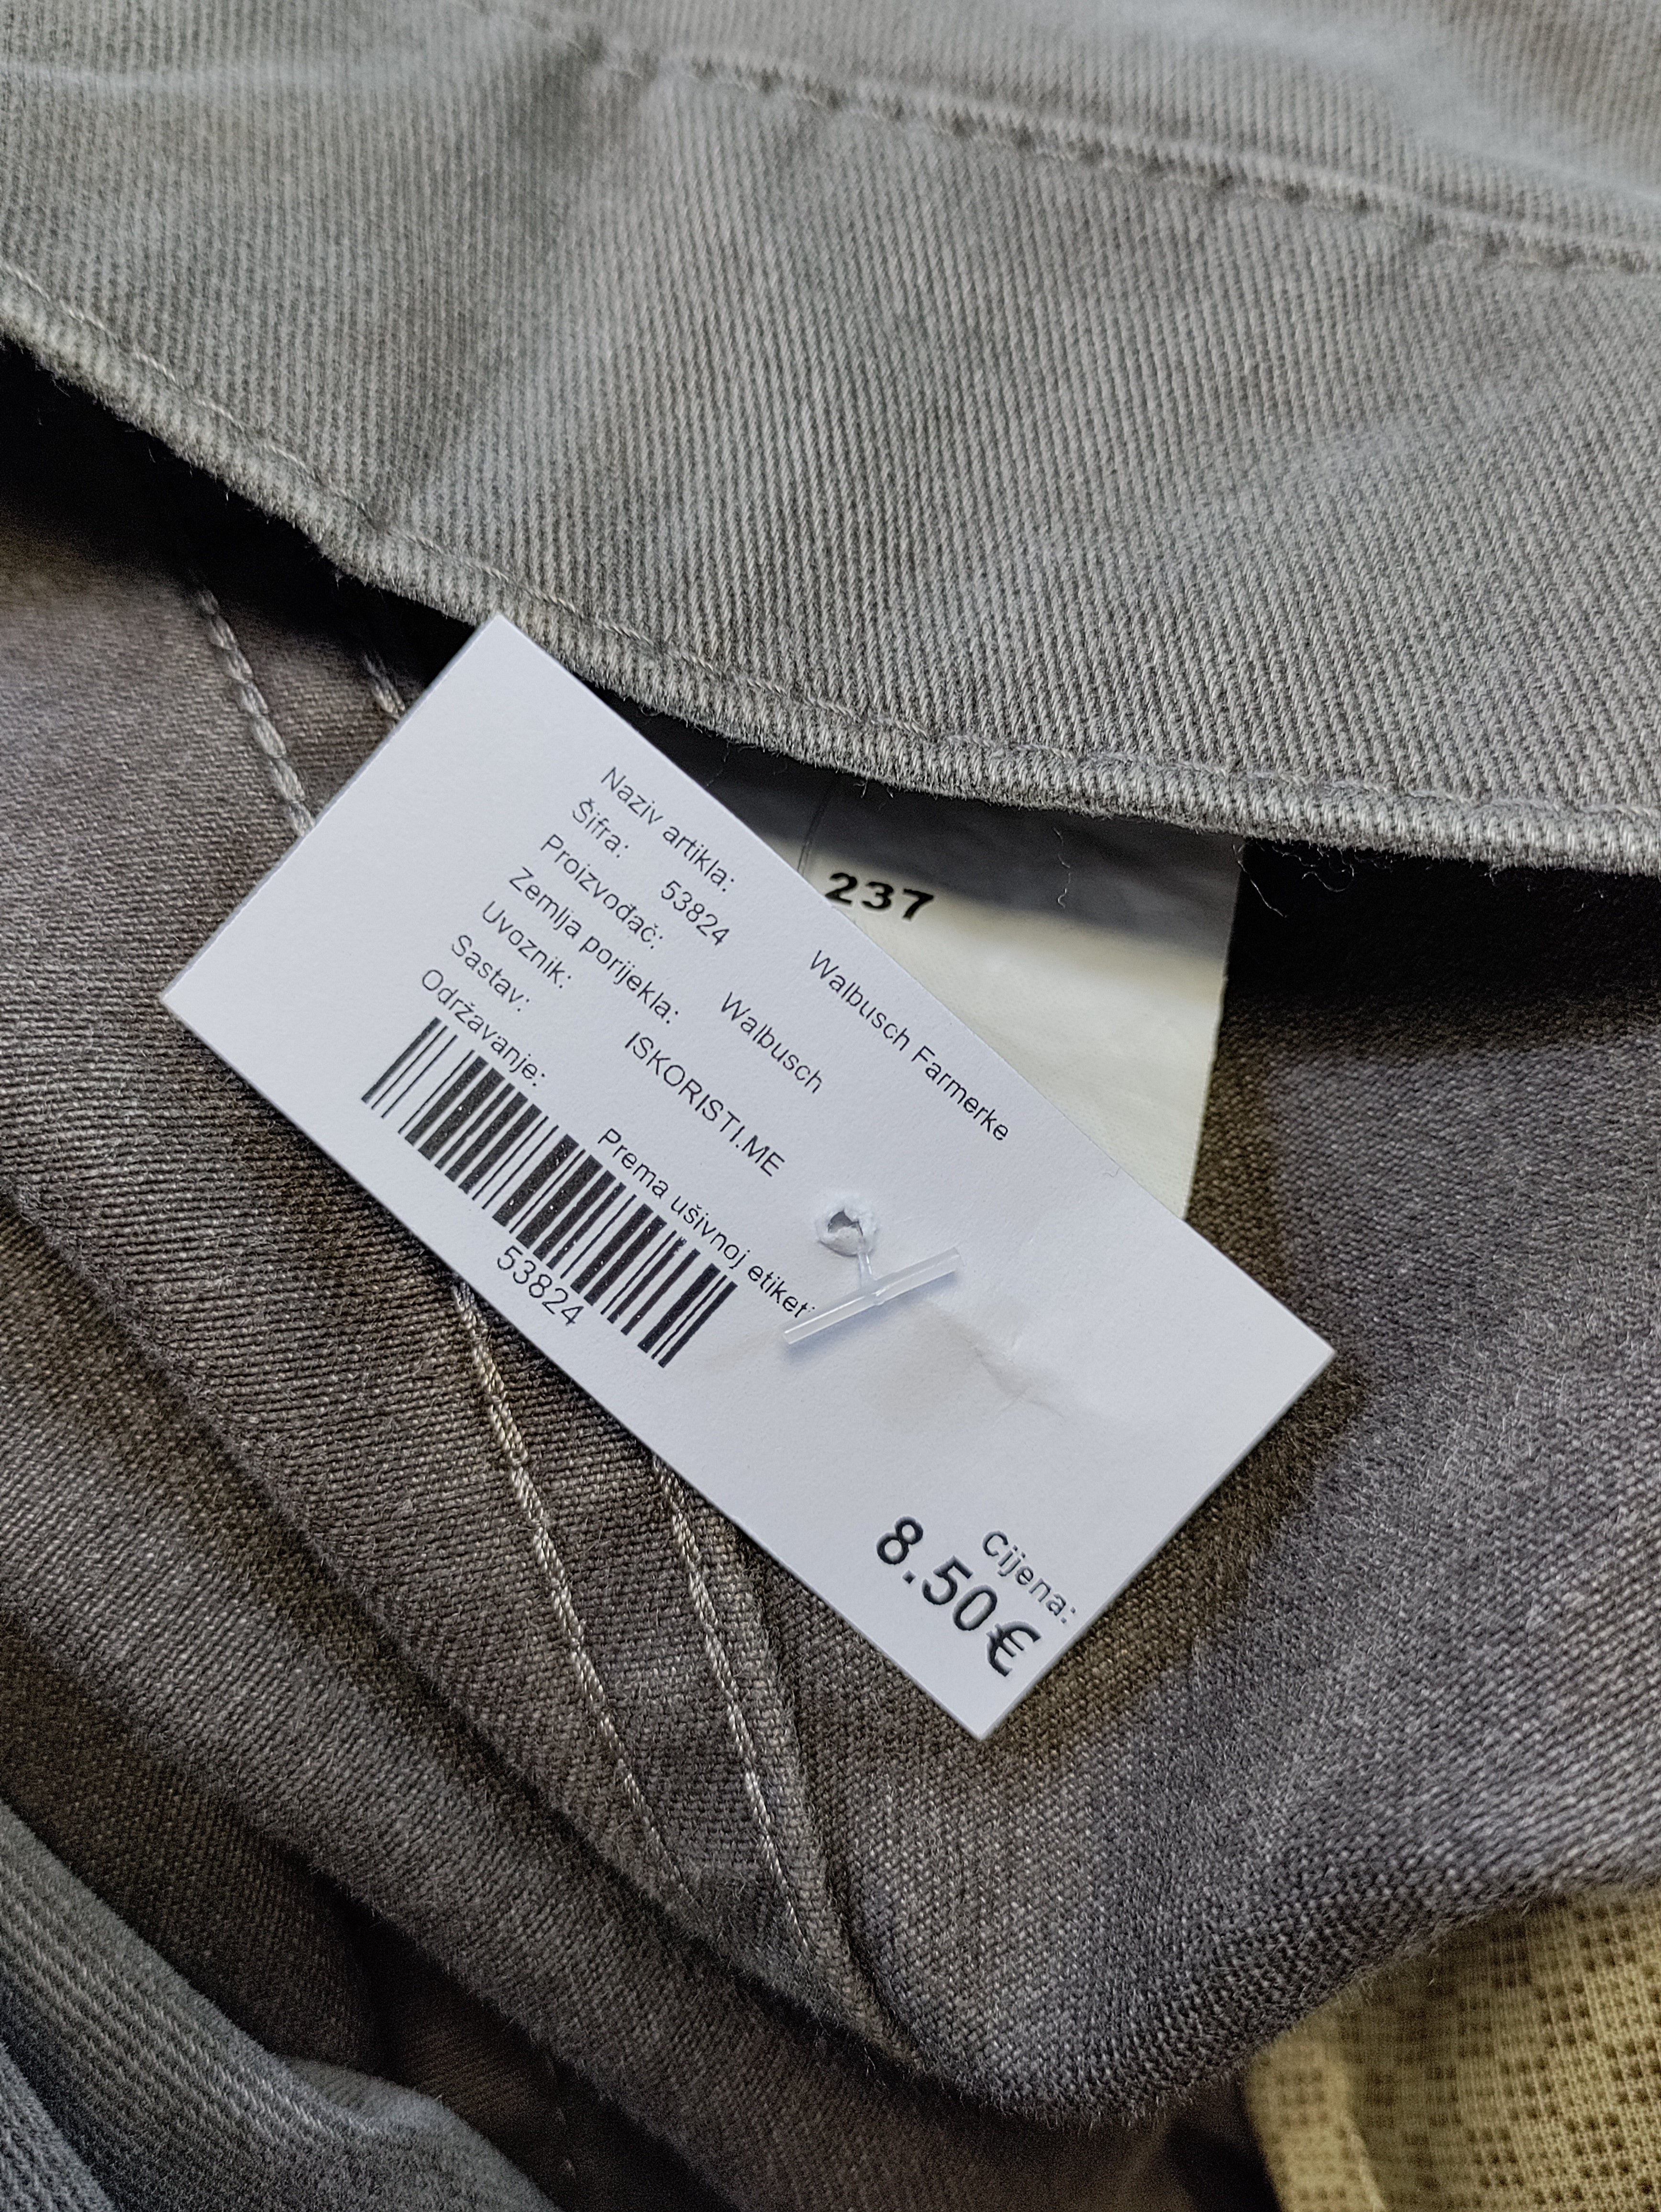 Naziv artikla: Walbusch Farmerke
Šifra: 53824
Proizvođač: Walbusch
Zemlja porijekla:
Uvoznik: ISKORISTI.ME
Sastav:
Održavanje: Prema ušivnoj
53824
Cijena:
8.50€
237